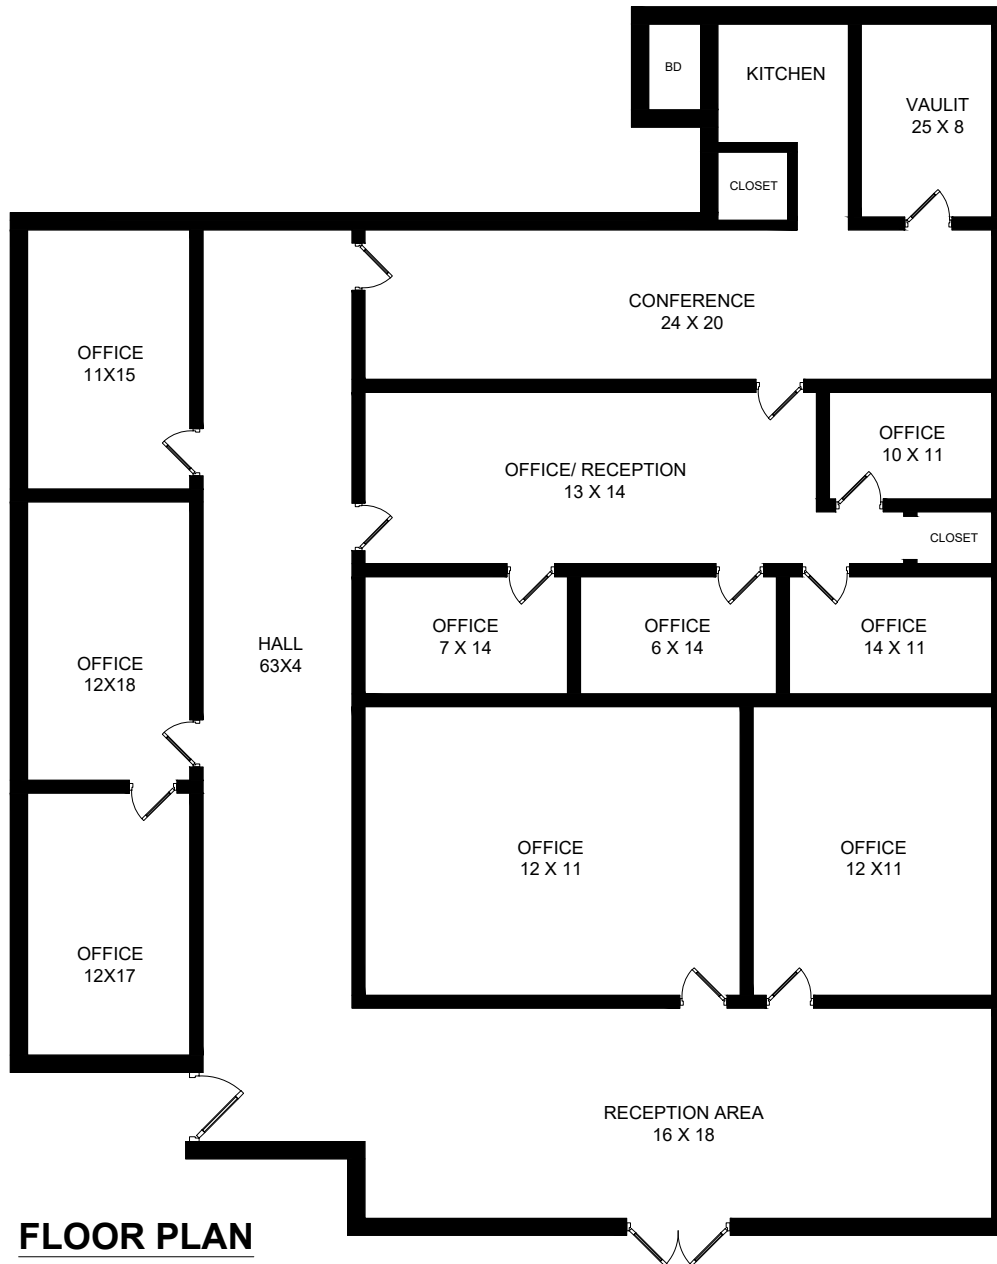 BD
KITCHEN
VAULIT
25 X 8
CLOSET
CONFERENCE
24 X 20
OFFICE
11X15
OFFICE
10 X 11
OFFICE/ RECEPTION
13 X 14
CLOSET
OFFICE
7 X 14
OFFICE
6 X 14
OFFICE
14 X 11
HALL
63X4
OFFICE
12X18
OFFICE
12 X 11
OFFICE
12 X11
OFFICE
12X17
RECEPTION AREA
16 X 18
FLOOR PLAN